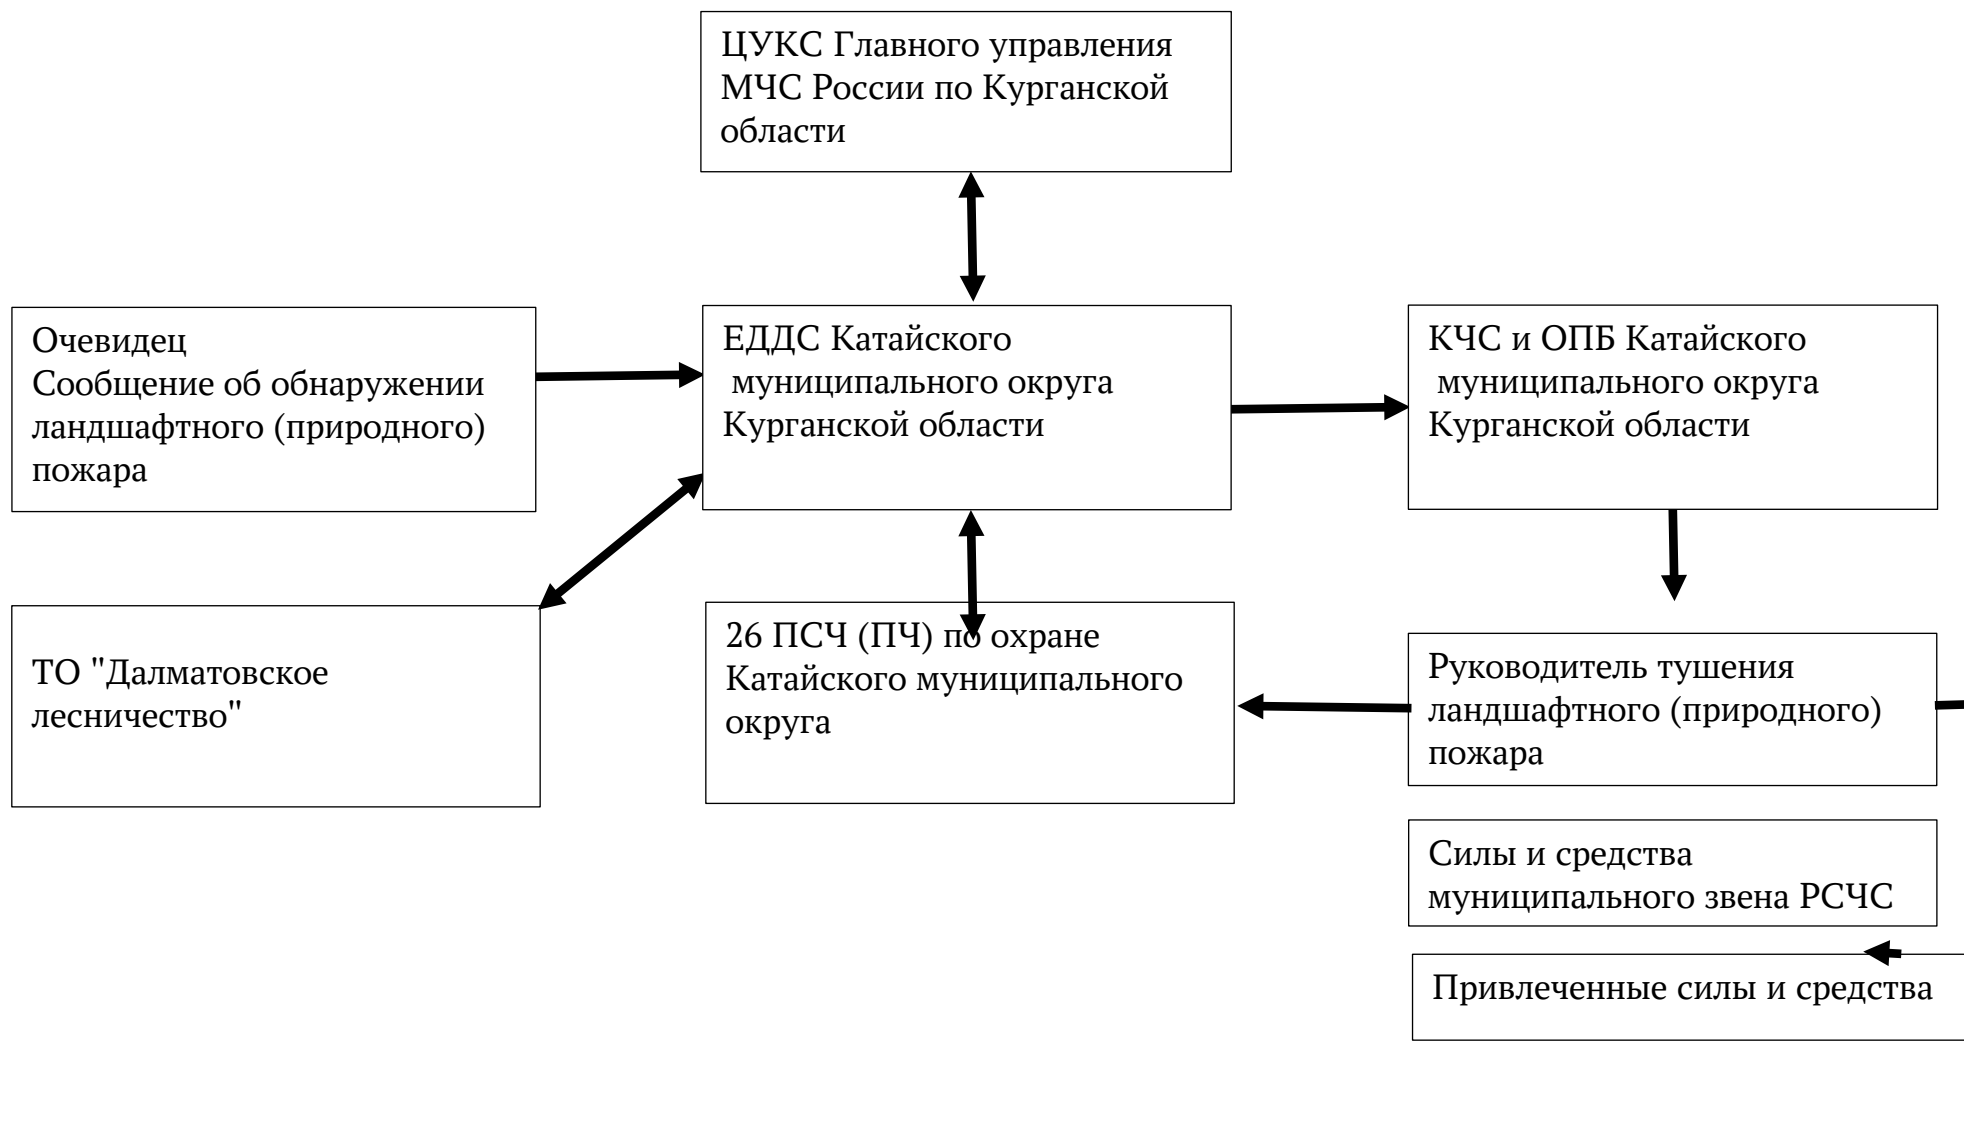 ЦУКС Главного управления
МЧС России по Курганской
области
Очевидец
Сообщение об обнаружении
ландшафтного (природного)
пожара
ЕДДС Катайского
муниципального округа
Курганской области
КЧС и ОПБ Катайского
муниципального округа
Курганской области
ТО "Далматовское
лесничество"
26 ПСЧ (ПЧ) по охране
Катайского муниципального
округа
Руководитель тушения
ландшафтного (природного)
пожара
Силы и средства
муниципального звена РСЧС
Привлеченные силы и средства